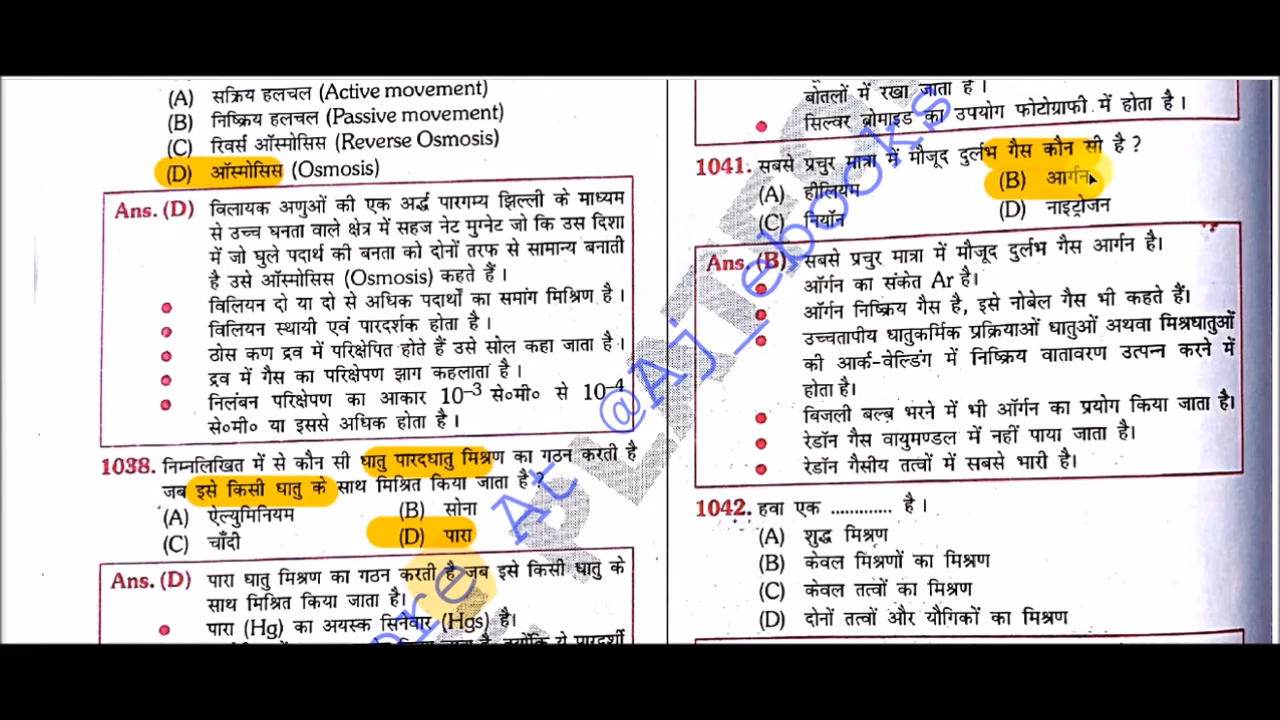 (A) सक्रिय हलचल (Active movement)
(B) निष्क्रिय हलचल (Passive movement)
(C) रिवर्स ऑस्मोसिस (Reverse Osmosis)
(D) ऑस्मोसिस (Osmosis)
Ans. (D) विलायक अणुओं की एक अर्द्ध पारगम्य झिल्ली के माध्यम
से उच्च घनता वाले क्षेत्र में सहज नेट मुग्नेट जो कि उस दिशा
में जो घुले पदार्थ की बनता को दोनों तरफ से सामान्य बनाती
है उसे ऑस्मोसिस (Osmosis) कहते हैं।
विलियन दो या दो से अधिक पदार्थों का समांग मिश्रिण है।
विलियन स्थायी एवं पारदर्शक होता है।
ठोस कण द्रव में परिक्षेपित होते हैं उसे सोल कहा जाता है।
द्रव में गैस का परिक्षेपण झाग कहलाता है।
निलंबन परिक्षेपण का आकार 10⁻³ से०मी० से 10⁻⁴
से०मी० या इससे अधिक होता है।
1038. निम्नलिखित में से कौन सी धातु पारदधातु मिश्रण का गठन करती है
जब इसे किसी धातु के साथ मिश्रित किया जाता है?
(A) ऐल्युमिनियम (B) सोना
(C) चाँदी (D) पारा
Ans. (D) पारा धातु मिश्रण का गठन करती है जब इसे किसी धातु के
साथ मिश्रित किया जाता है।
पारा (Hg) का अयस्क सिनेवार (Hgs) है।
बोतलों में रखा जाता है।
सिल्वर ब्रोमाइड का उपयोग फोटोग्राफी में होता है।
1041. सबसे प्रचुर मात्रा में मौजूद दुर्लभ गैस कौन सी है ?
(A) हीलियम (B) आर्गन
(C) नियॉन (D) नाइट्रोजन
Ans. (B) सबसे प्रचुर मात्रा में मौजूद दुर्लभ गैस आर्गन है।
ऑर्गन का संकेत Ar है।
ऑर्गन निष्क्रिय गैस है, इसे नोबेल गैस भी कहते हैं।
उच्चतापीय धातुकर्मिक प्रक्रियाओं धातुओं अथवा मिश्रधातुओं
की आर्क-वेल्डिंग में निष्क्रिय वातावरण उत्पन्न करने में
होता है।
बिजली बल्ब भरने में भी ऑर्गन का प्रयोग किया जाता है।
रेडॉन गैस वायुमण्डल में नहीं पाया जाता है।
रेडॉन गैसीय तत्वों में सबसे भारी है।
1042. हवा एक ............. है।
(A) शुद्ध मिश्रण
(B) केवल मिश्रणों का मिश्रण
(C) केवल तत्वों का मिश्रण
(D) दोनों तत्वों और यौगिकों का मिश्रण
ore At @Aj_ebooks